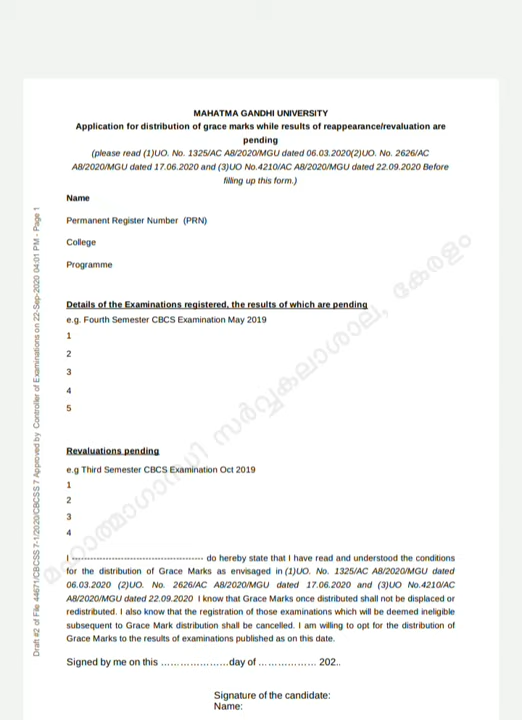 MAHATMA GANDHI UNIVERSITY
Application for distribution of grace marks while results of reappearance/revaluation are
pending
(please read (1)UO. No. 1325/AC A8/2020/MGU dated 06.03.2020(2)UO. No. 2626/AC
A8/2020/MGU dated 17.06.2020 and (3)UO No.4210/AC A8/2020/MGU dated 22.09.2020 Before
filling up this form.)
Name
Permanent Register Number (PRN)
College
Programme
Details of the Examinations registered, the results of which are pending
e.g. Fourth Semester CBCS Examination May 2019
1
2
3
4
5
Revaluations pending
e.g Third Semester CBCS Examination Oct 2019
1
2
3
4
I -------------------------------------------- do hereby state that I have read and understood the conditions
for the distribution of Grace Marks as envisaged in (1)UO. No. 1325/AC A8/2020/MGU dated
06.03.2020 (2)UO. No. 2626/AC A8/2020/MGU dated 17.06.2020 and (3)UO No.4210/AC
A8/2020/MGU dated 22.09.2020 I know that Grace Marks once distributed shall not be displaced or
redistributed. I also know that the registration of those examinations which will be deemed ineligible
subsequent to Grace Mark distribution shall be cancelled. I am willing to opt for the distribution of
Grace Marks to the results of examinations published as on this date.
Signed by me on this .......................day of ................... 202..
Signature of the candidate:
Name:
Draft #2 of File 44671/CBCSS 7-1/2020/CBCSS 7 Approved by Controller of Examinations on 22-Sep-2020 04:01 PM - Page 1
മഹാത്മാഗാന്ധി സർവ്വകലാശാല, കേരളം